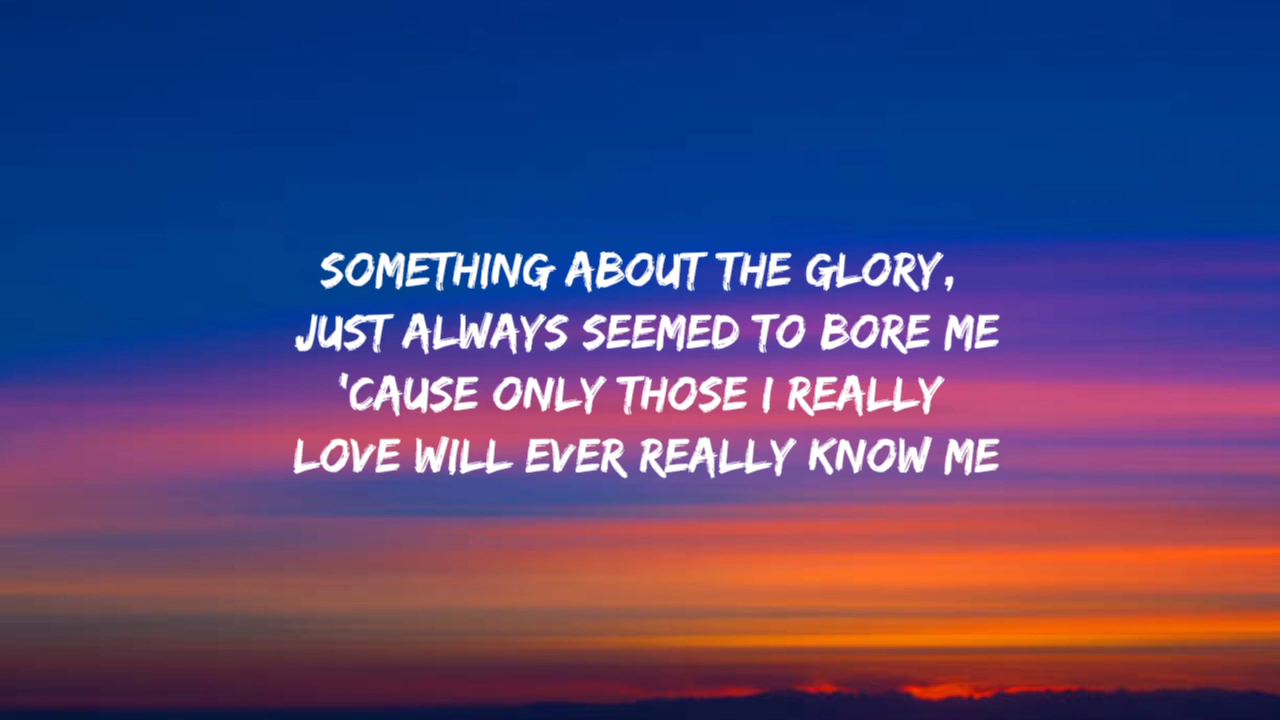 SOMETHING ABOUT THE GLORY,
JUST ALWAYS SEEMED TO BORE ME
'CAUSE ONLY THOSE I REALLY
LOVE WILL EVER REALLY KNOW ME